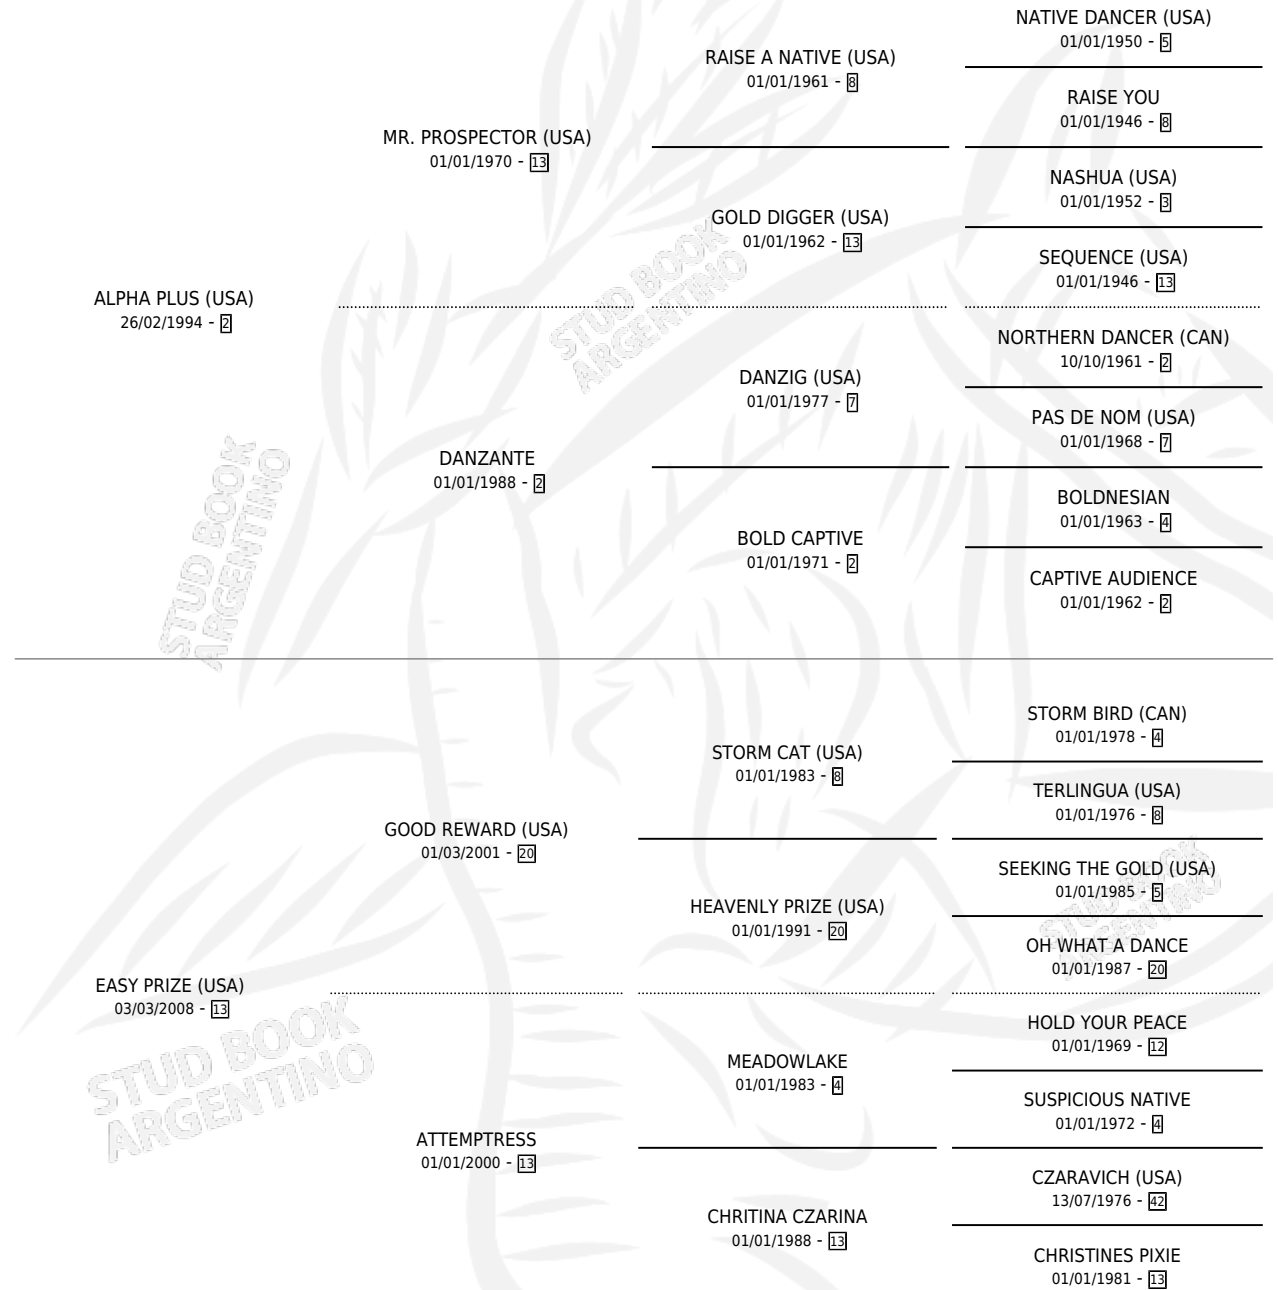 NATIVE DANCER (USA)
01/01/1950 - 5
RAISE A NATIVE (USA)
01/01/1961 - 8
RAISE YOU
01/01/1946 - 8
MR. PROSPECTOR (USA)
01/01/1970 - 13
NASHUA (USA)
01/01/1952 - 3
GOLD DIGGER (USA)
01/01/1962 - 13
SEQUENCE (USA)
01/01/1946 - 13
ALPHA PLUS (USA)
26/02/1994 - 2
STUD BOOK
ARGENTINO
NORTHERN DANCER (CAN)
10/10/1961 - 2
DANZIG (USA)
01/01/1977 - 7
PAS DE NOM (USA)
01/01/1968 - 7
DANZANTE
01/01/1988 - 2
BOLDNESIAN
01/01/1963 - 4
BOLD CAPTIVE
01/01/1971 - 2
CAPTIVE AUDIENCE
01/01/1962 - 2
STUD BOOK
ARGENTINO
STORM BIRD (CAN)
01/01/1978 - 4
STORM CAT (USA)
01/01/1983 - 8
TERLINGUA (USA)
01/01/1976 - 8
GOOD REWARD (USA)
01/03/2001 - 20
SEEKING THE GOLD (USA)
01/01/1985 - 5
HEAVENLY PRIZE (USA)
01/01/1991 - 20
STUD BOOK
ARGENTINO
OH WHAT A DANCE
01/01/1987 - 20
EASY PRIZE (USA)
03/03/2008 - 13
STUD BOOK
ARGENTINO
HOLD YOUR PEACE
01/01/1969 - 12
MEADOWLAKE
01/01/1983 - 4
SUSPICIOUS NATIVE
01/01/1972 - 4
ATTEMPTRESS
01/01/2000 - 13
CZARAVICH (USA)
13/07/1976 - 42
CHRITINA CZARINA
01/01/1988 - 13
CHRISTINES PIXIE
01/01/1981 - 13